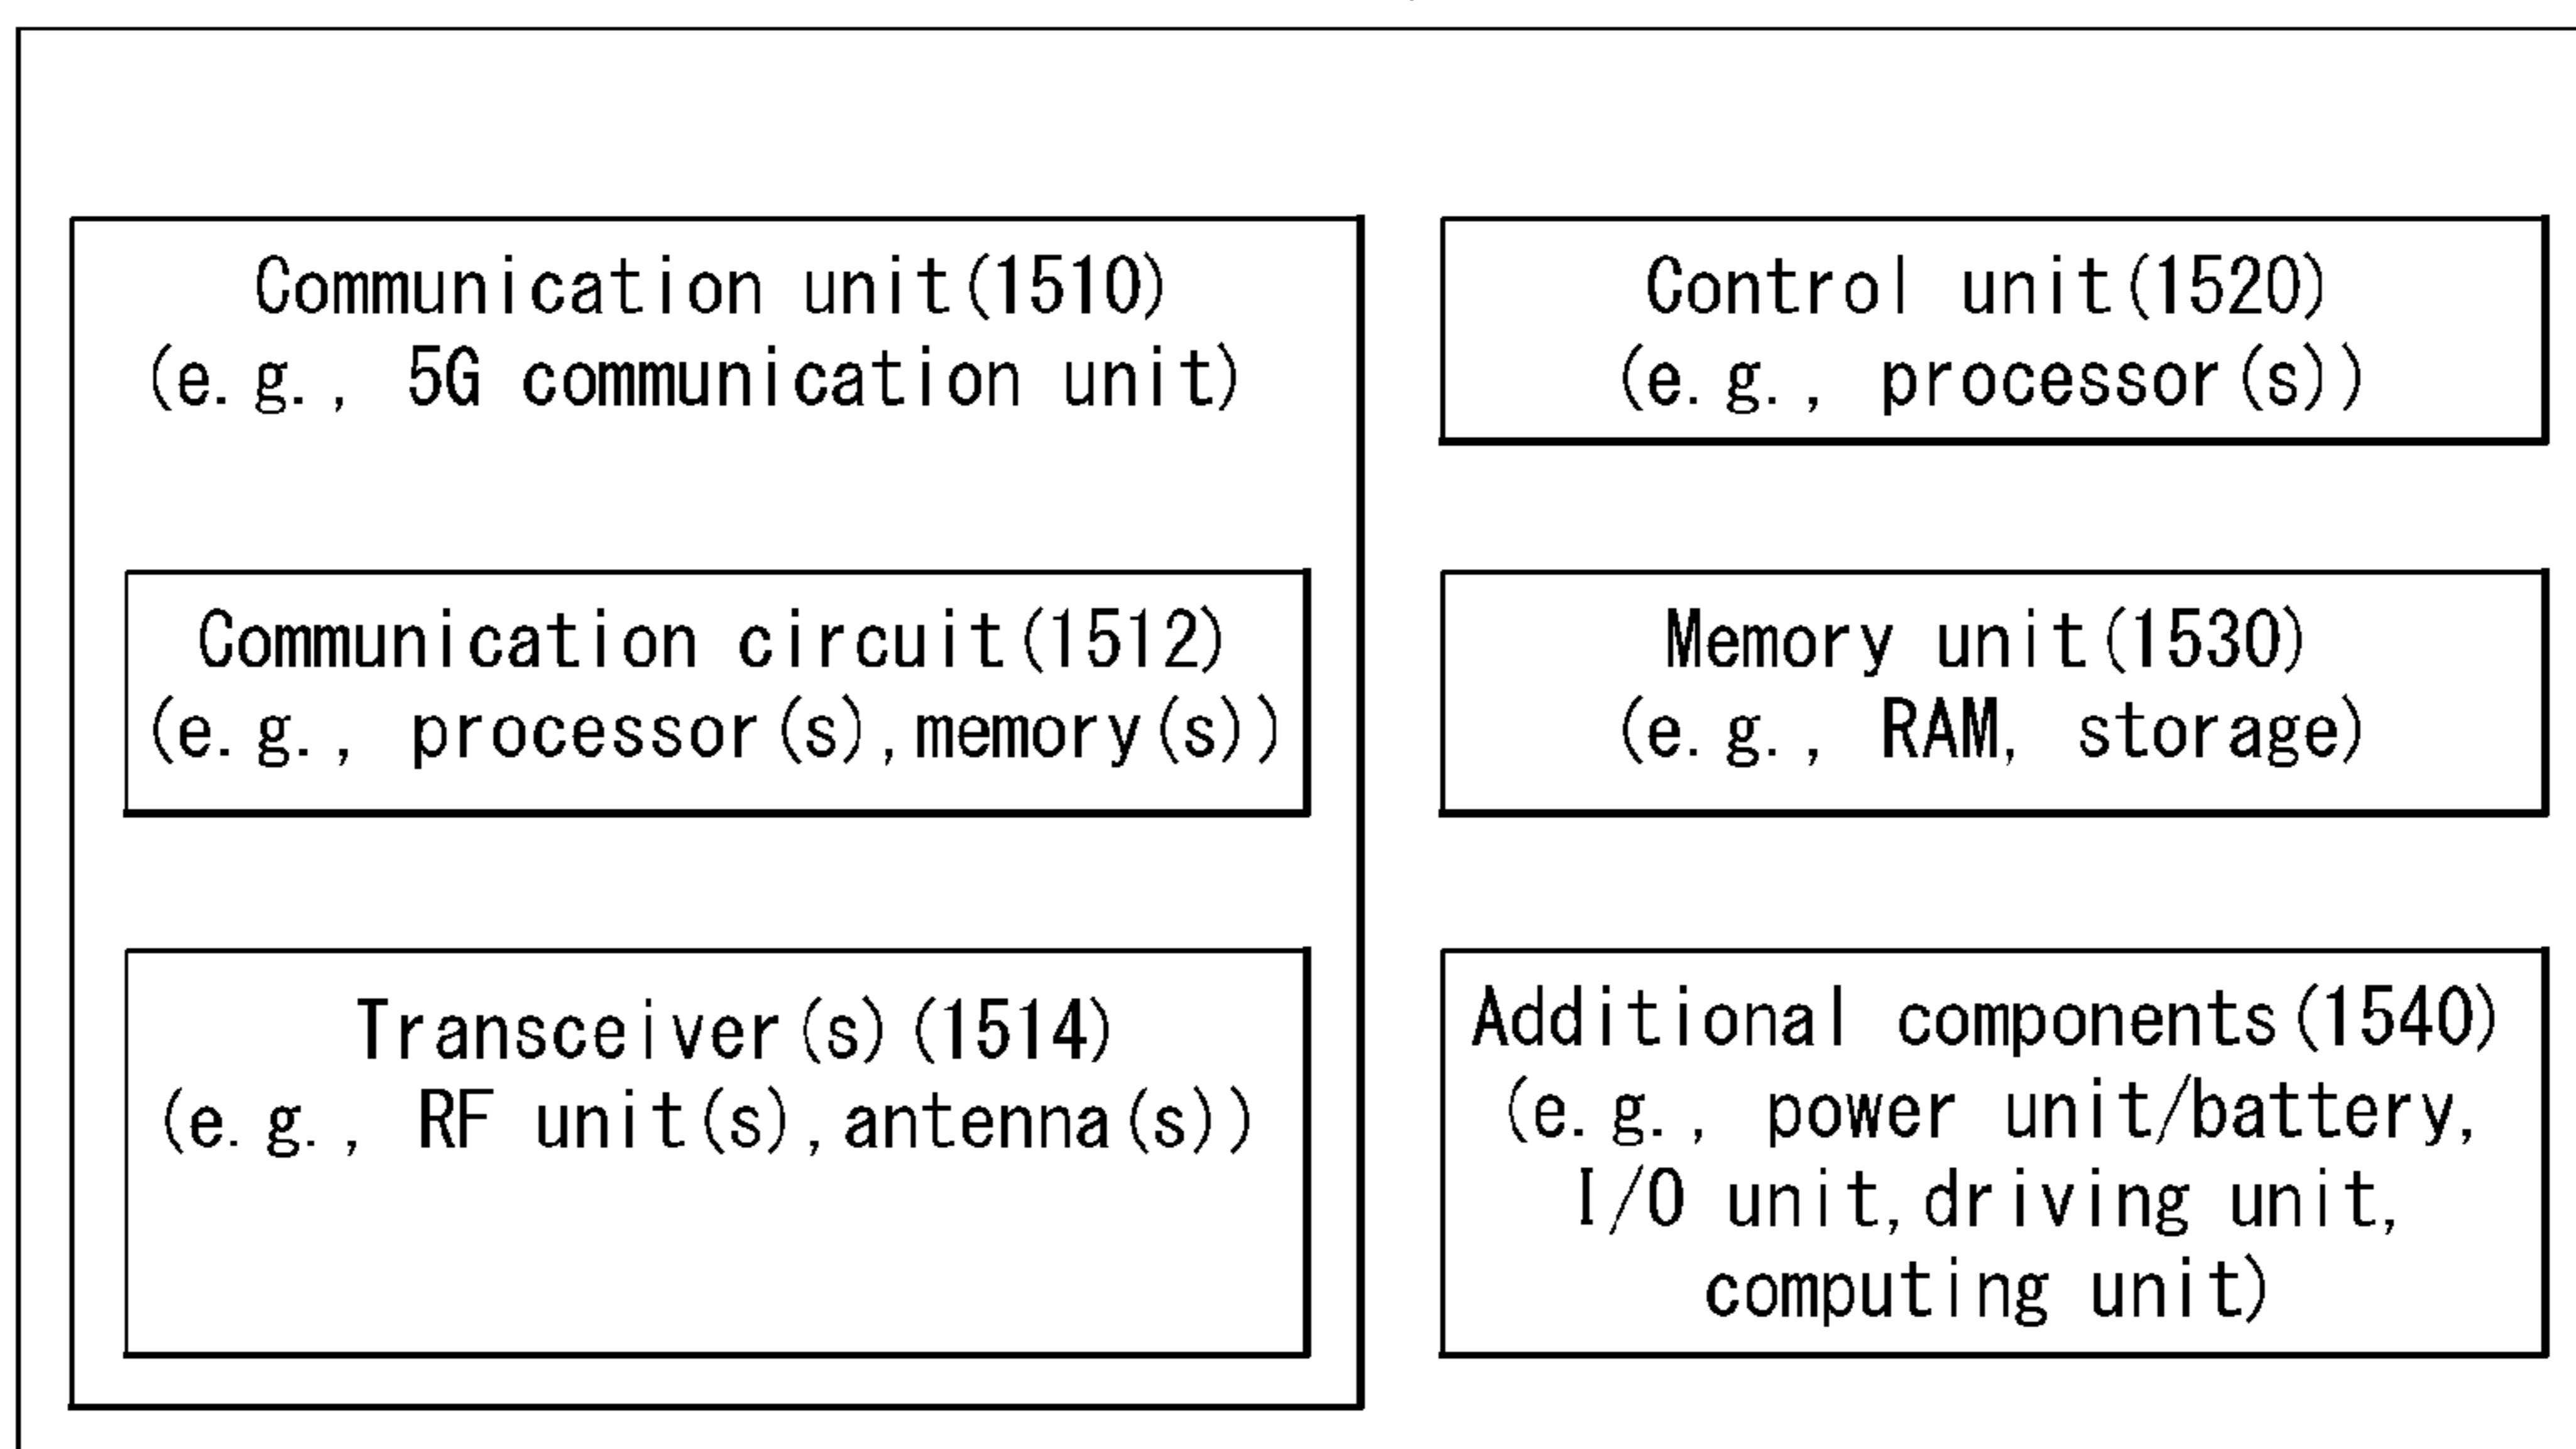 Communication unit(1510)
(e.g., 5G communication unit)
Communication circuit(1512)
(e.g., processor(s),memory(s))
Transceiver(s)(1514)
(e.g., RF unit(s),antenna(s))
Control unit(1520)
(e.g., processor(s))
Memory unit(1530)
(e.g., RAM, storage)
Additional components(1540)
(e.g., power unit/battery,
I/O unit,driving unit,
computing unit)